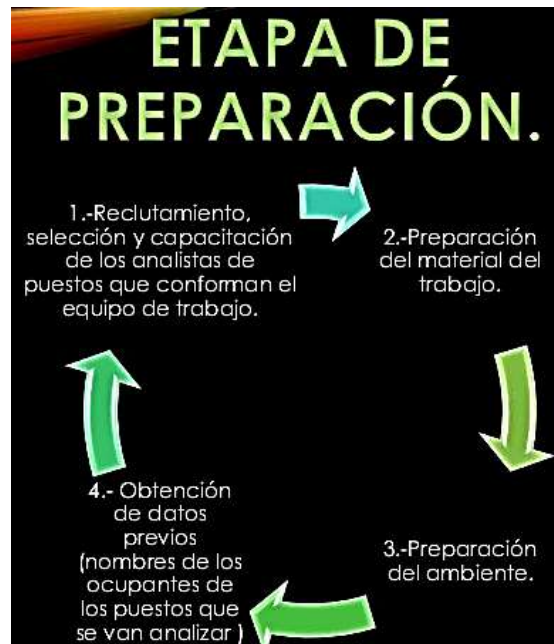 ETAPA DE
PREPARACIÓN.
1.-Reclutamiento,
selección y capacitación
de los analistas de
puestos que conforman el
equipo de trabajo.
2.-Preparación
del material del
trabajo.
3.-Preparación
del ambiente.
4.- Obtención
de datos
previos
(nombres de los
ocupantes de
los puestos que
se van analizar )